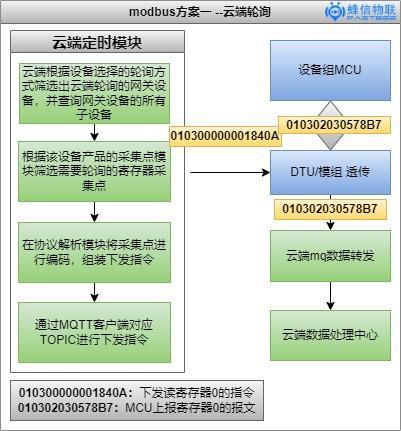 modbus方案一 --云端轮询
蜂信物联
FASTBEE
云端定时模块
云端根据设备选择的轮询方
式筛选出云端轮询的网关设
备，并查询网关设备的所有
子设备
根据该设备产品的采集点模
块筛选需要轮询的寄存器采
集点
在协议解析模块将采集点进
行编码，组装下发指令
通过MQTT客户端对应
TOPIC进行下发指令
设备组MCU
010300000001840A
010302030578B7
DTU/模组 透传
010302030578B7
云端mq数据转发
云端数据处理中心
010300000001840A：下发读寄存器0的指令
010302030578B7：MCU上报寄存器0的报文